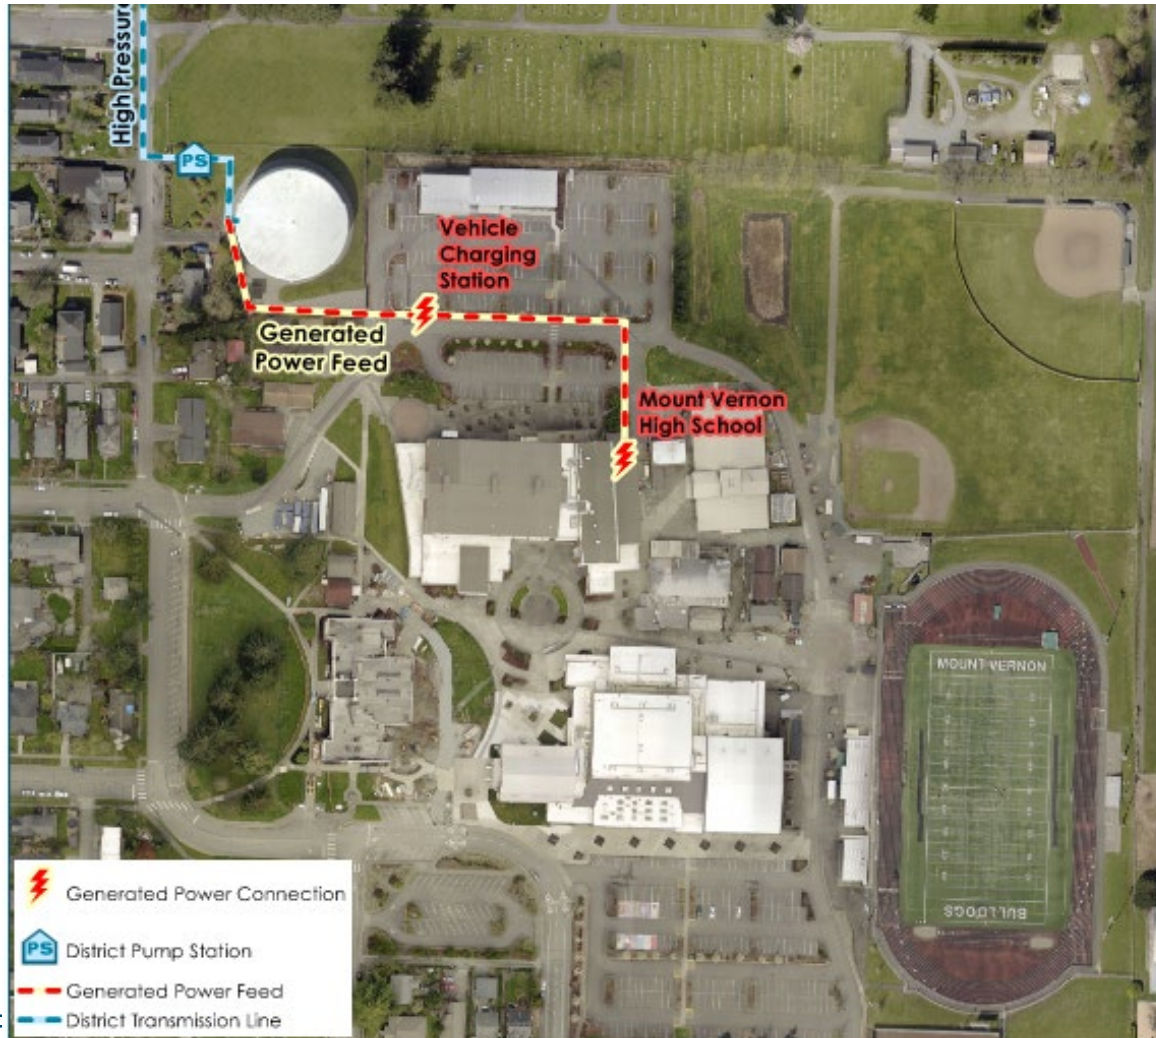 High Pressure
PS
Vehicle
Charging
Station
Generated
Power Feed
Mount Vernon
High School
MOUNT VERNON
BULLDOGS
Generated Power Connection
PS
District Pump Station
Generated Power Feed
District Transmission Line